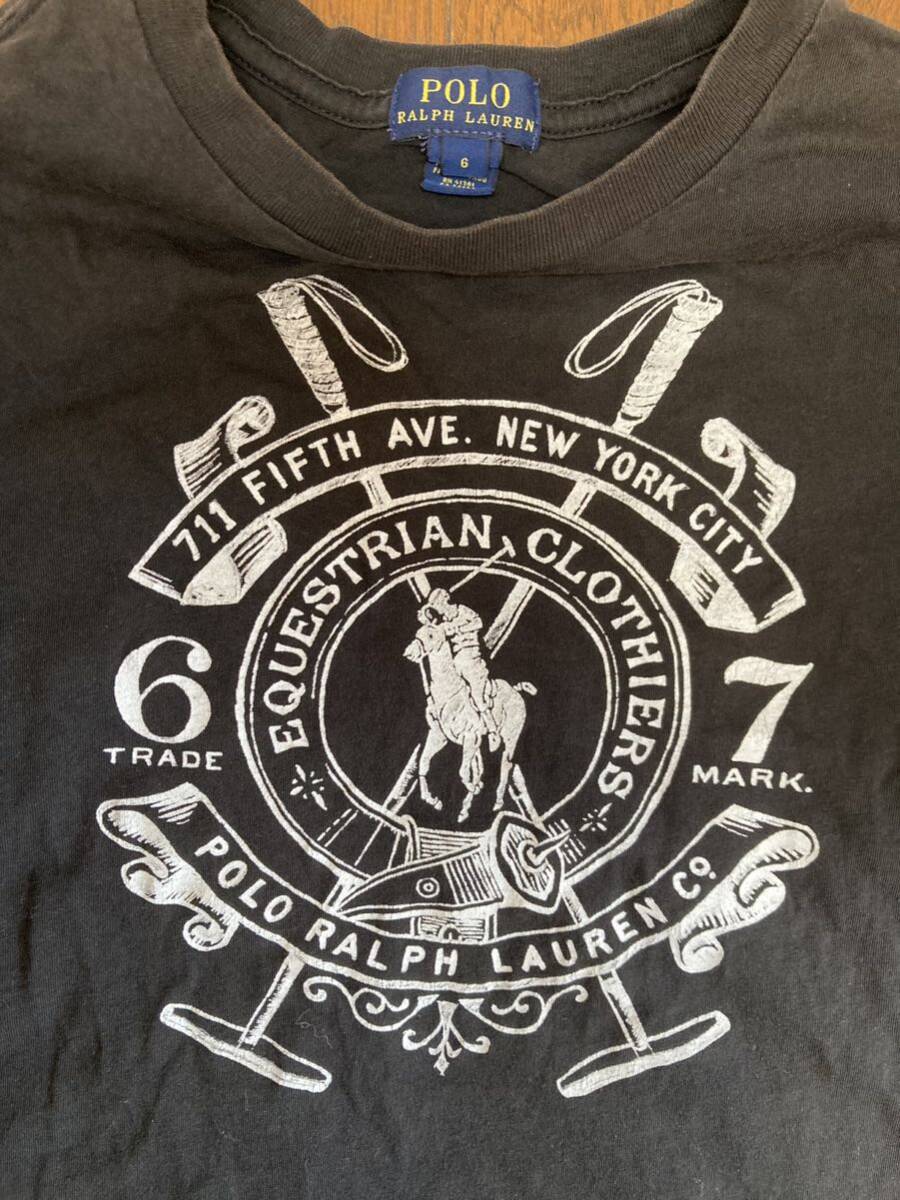 POLO
RALPH LAUREN
6
711 FIFTH AVE. NEW YORK CITY
EQUESTRIAN CLOTHIERS
6 7
TRADE MARK.
POLO RALPH LAUREN Cº.